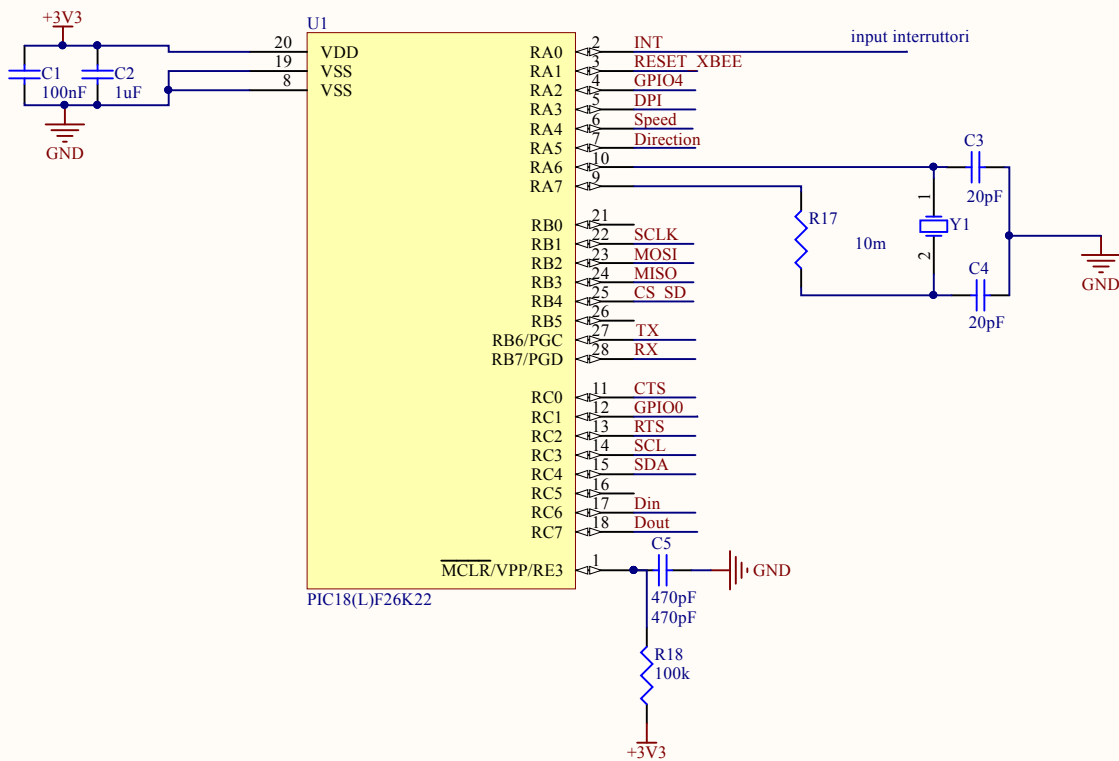 +3V3
C1
100nF
C2
1uF
GND
U1
20 VDD
19 VSS
8 VSS
RA0 2 INT
input interruttori
RA1 3 RESET_XBEE
RA2 4 GPIO4
RA3 5 DPI
RA4 6 Speed
RA5 7 Direction
RA6 10
RA7 9
RB0 21
RB1 22 SCLK
RB2 23 MOSI
RB3 24 MISO
RB4 25 CS_SD
RB5 26
RB6/PGC 27 TX
RB7/PGD 28 RX
RC0 11 CTS
RC1 12 GPIO0
RC2 13 RTS
RC3 14 SCL
RC4 15 SDA
RC5 16
RC6 17 Din
RC7 18 Dout
MCLR/VPP/RE3 1
PIC18(L)F26K22
C3
20pF
1
R17
Y1
10m
2
C4
20pF
GND
C5
470pF
470pF
GND
R18
100k
+3V3